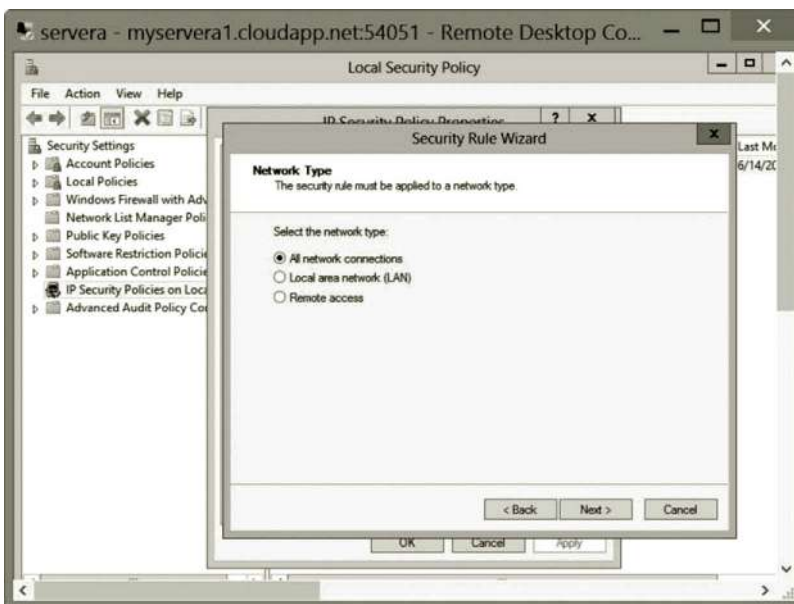 servera - myservera1.cloudapp.net:54051 - Remote Desktop Co...
Local Security Policy
File Action View Help
IP Security Policy Properties
Security Rule Wizard
Last Mo
6/14/20
Security Settings
Account Policies
Local Policies
Windows Firewall with Adv
Network List Manager Poli
Public Key Policies
Software Restriction Policie
Application Control Policie
IP Security Policies on Loca
Advanced Audit Policy Co
Network Type
The security rule must be applied to a network type.
Select the network type:
All network connections
Local area network (LAN)
Remote access
< Back Next > Cancel
OK Cancel Apply